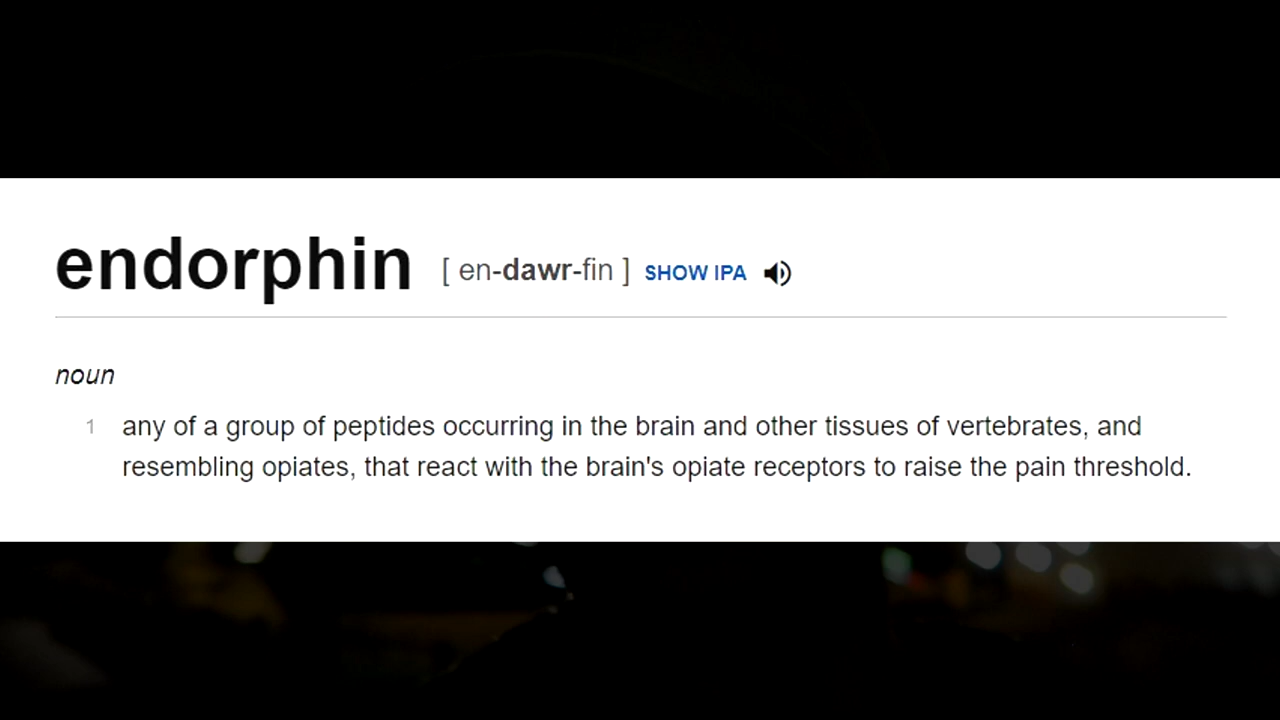 endorphin [ en-dawr-fin ] SHOW IPA
noun
1 any of a group of peptides occurring in the brain and other tissues of vertebrates, and
resembling opiates, that react with the brain's opiate receptors to raise the pain threshold.